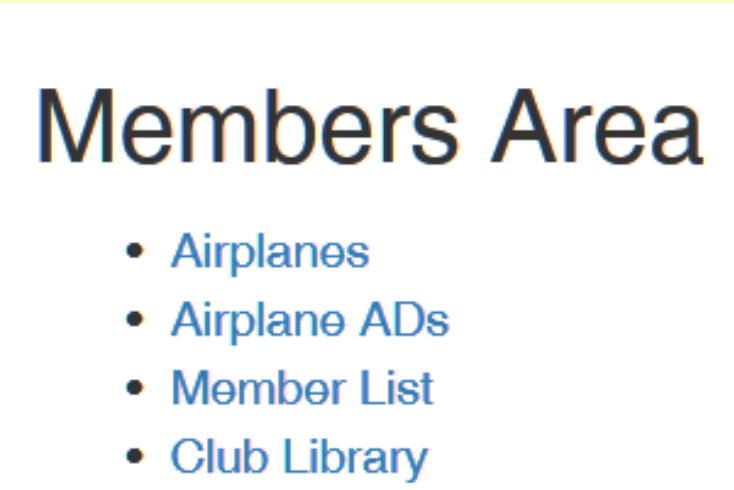 Members Area
Airplanes
Airplane ADs
Member List
Club Library